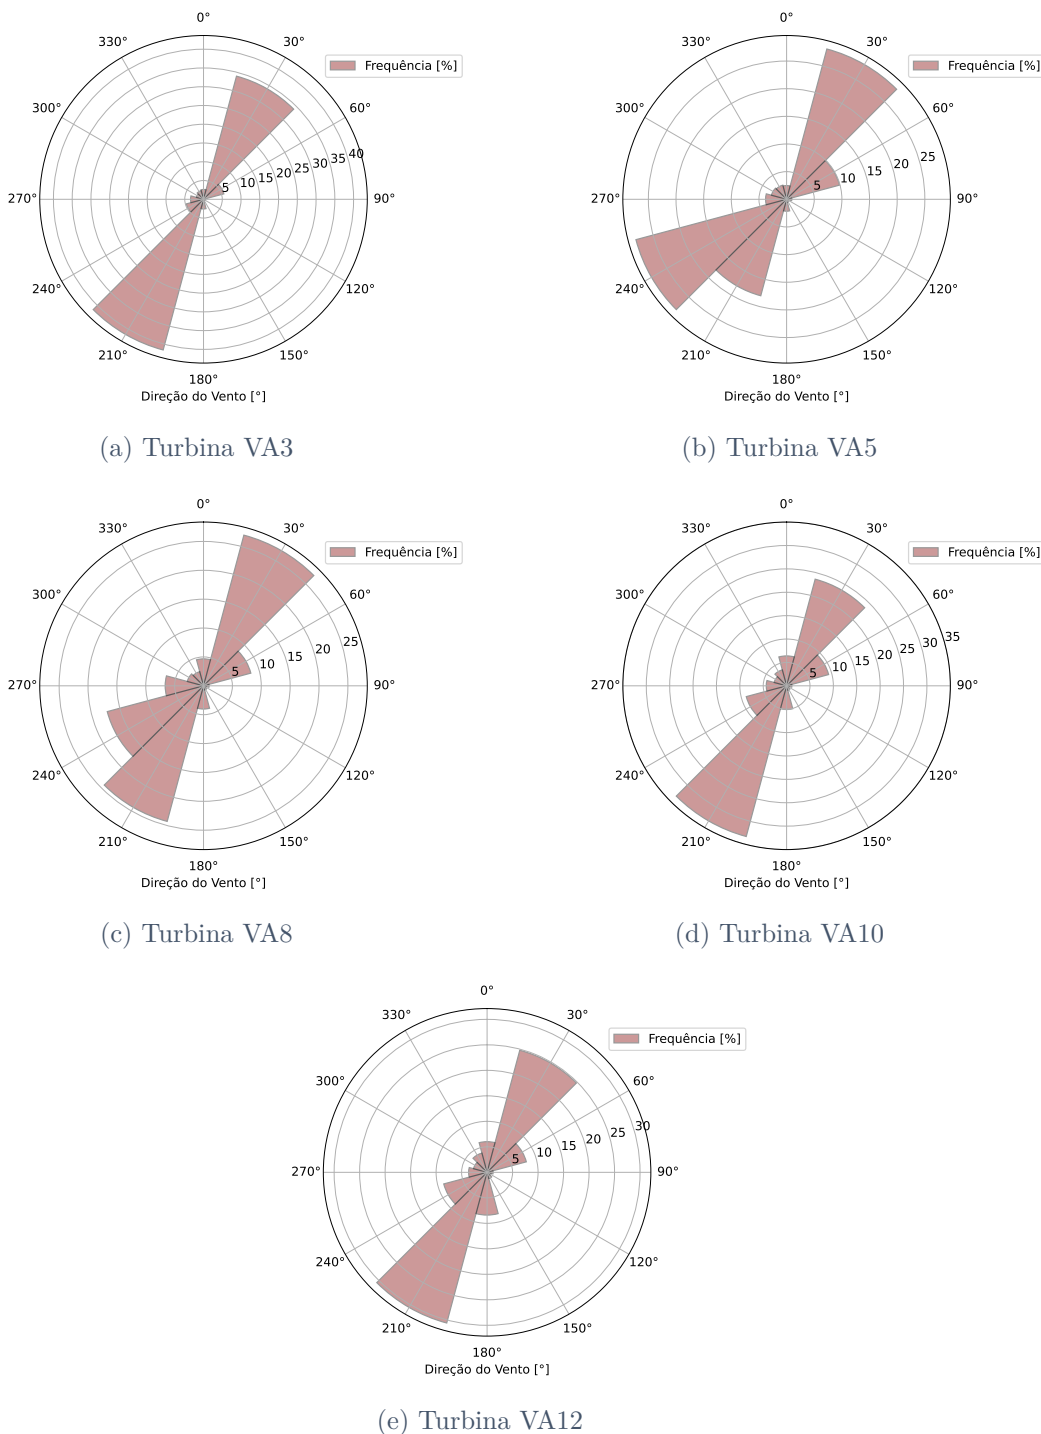 0°
330° 30°
Frequência [%]
300° 60°
5 10 15 20 25 30 35 40
270° 90°
240° 120°
210° 150°
180°
Direção do Vento [°]
(a) Turbina VA3
0°
330° 30°
Frequência [%]
300° 60°
5 10 15 20 25
270° 90°
240° 120°
210° 150°
180°
Direção do Vento [°]
(b) Turbina VA5
0°
330° 30°
Frequência [%]
300° 60°
5 10 15 20 25
270° 90°
240° 120°
210° 150°
180°
Direção do Vento [°]
(c) Turbina VA8
0°
330° 30°
Frequência [%]
300° 60°
5 10 15 20 25 30 35
270° 90°
240° 120°
210° 150°
180°
Direção do Vento [°]
(d) Turbina VA10
0°
330° 30°
Frequência [%]
300° 60°
5 10 15 20 25 30
270° 90°
240° 120°
210° 150°
180°
Direção do Vento [°]
(e) Turbina VA12